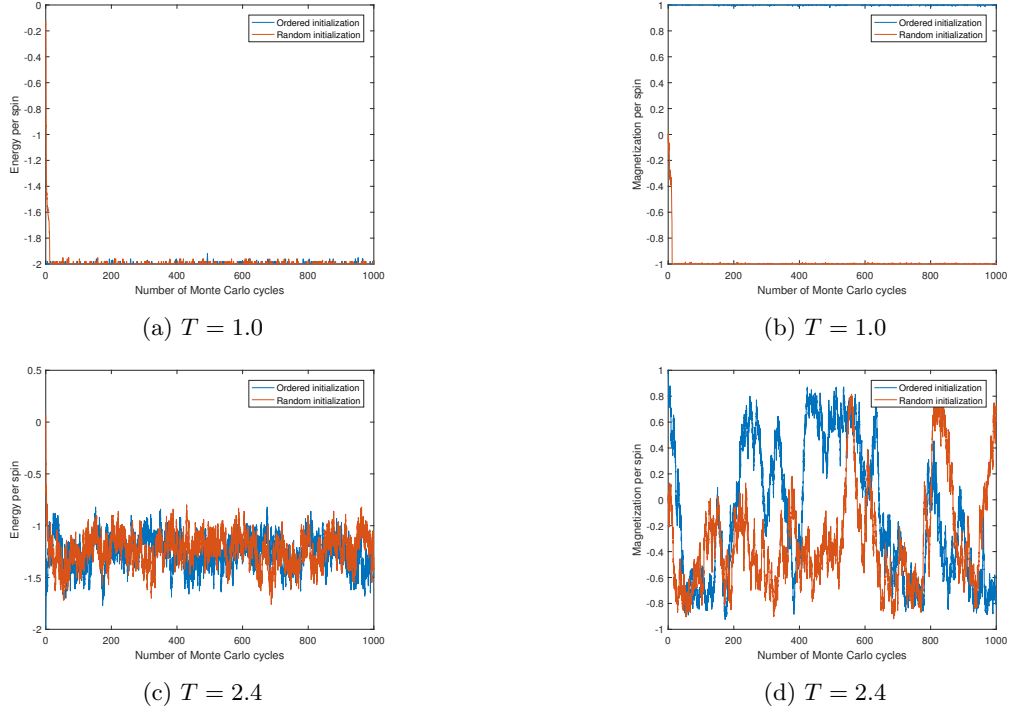 Energy per spin
0
-0.2
-0.4
-0.6
-0.8
-1
-1.2
-1.4
-1.6
-1.8
-2
Ordered initialization
Random initialization
0 200 400 600 800 1000
Number of Monte Carlo cycles
(a) T = 1.0
Magnetization per spin
1
0.8
0.6
0.4
0.2
0
-0.2
-0.4
-0.6
-0.8
-1
Ordered initialization
Random initialization
0 200 400 600 800 1000
Number of Monte Carlo cycles
(b) T = 1.0
Energy per spin
0.5
0
-0.5
-1
-1.5
-2
Ordered initialization
Random initialization
0 200 400 600 800 1000
Number of Monte Carlo cycles
(c) T = 2.4
Magnetization per spin
1
0.8
0.6
0.4
0.2
0
-0.2
-0.4
-0.6
-0.8
-1
Ordered initialization
Random initialization
0 200 400 600 800 1000
Number of Monte Carlo cycles
(d) T = 2.4